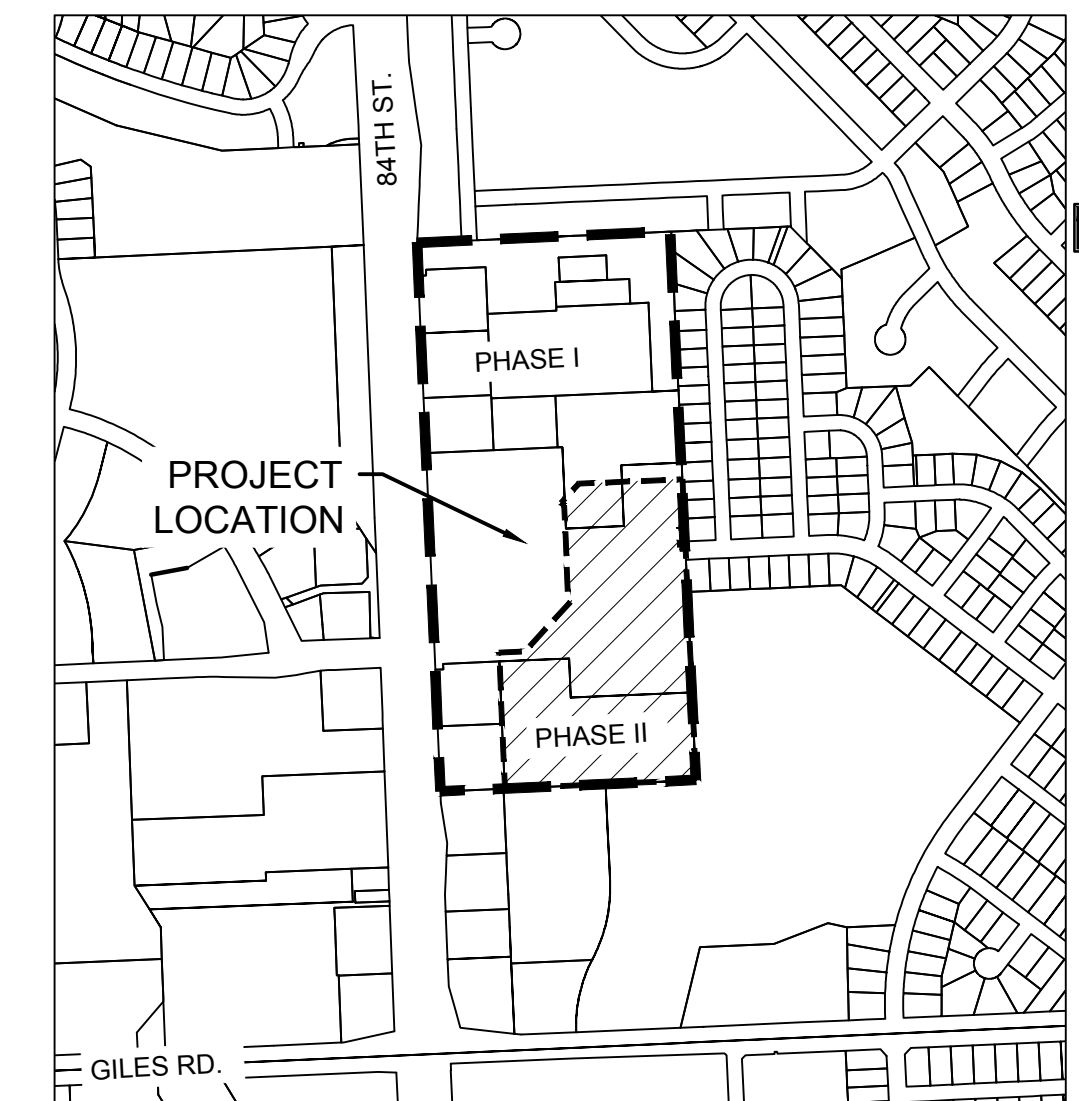 84TH ST.
PHASE I
PROJECT
LOCATION
PHASE II
GILES RD.